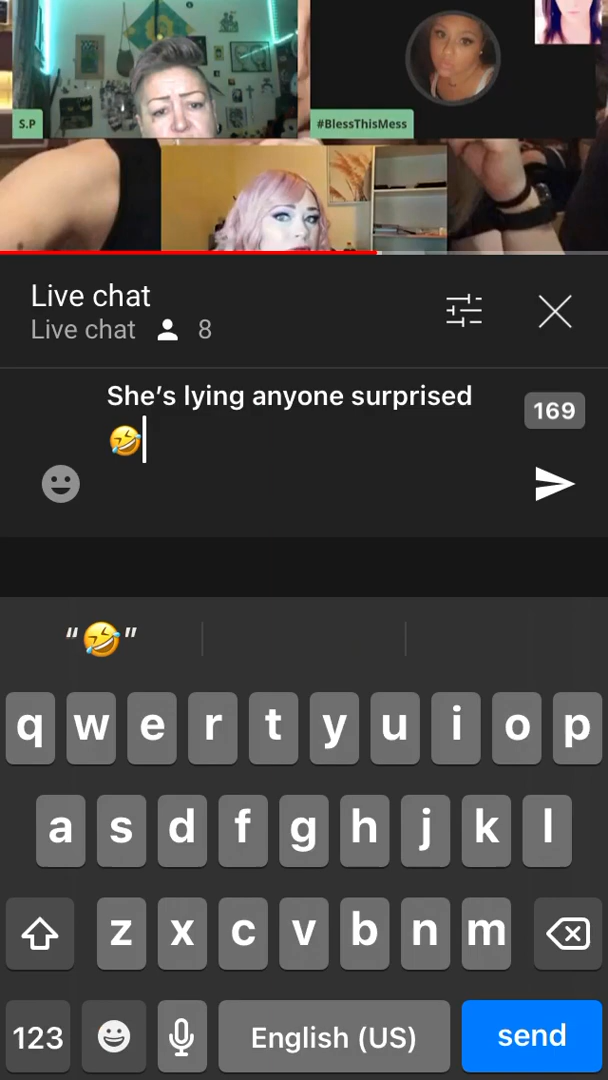 S.P
#BlessThisMess
Live chat
Live chat 8
She’s lying anyone surprised
🤣
169
“🤣”
q w e r t y u i o p
a s d f g h j k l
z x c v b n m
123 English (US) send